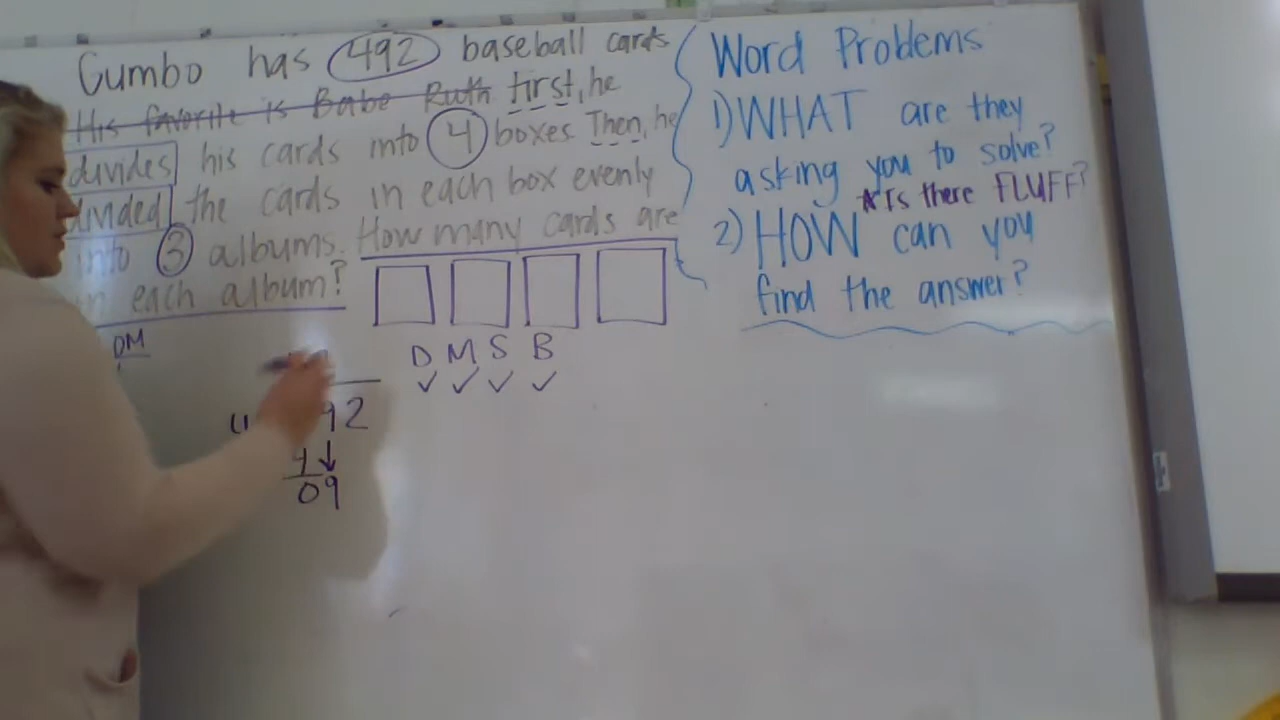 Gumbo has 492 baseball cards
His favorite is Babe Ruth first, he
divides his cards into 4 boxes Then, he
divided the cards in each box evenly
into 3 albums. How many cards are
in each album?
Word Problems
1) WHAT are they
asking you to solve?
*Is there FLUFF?
2) HOW can you
find the answer?
DM
D M S B
✓ ✓ ✓ ✓
4 92
4↓
09